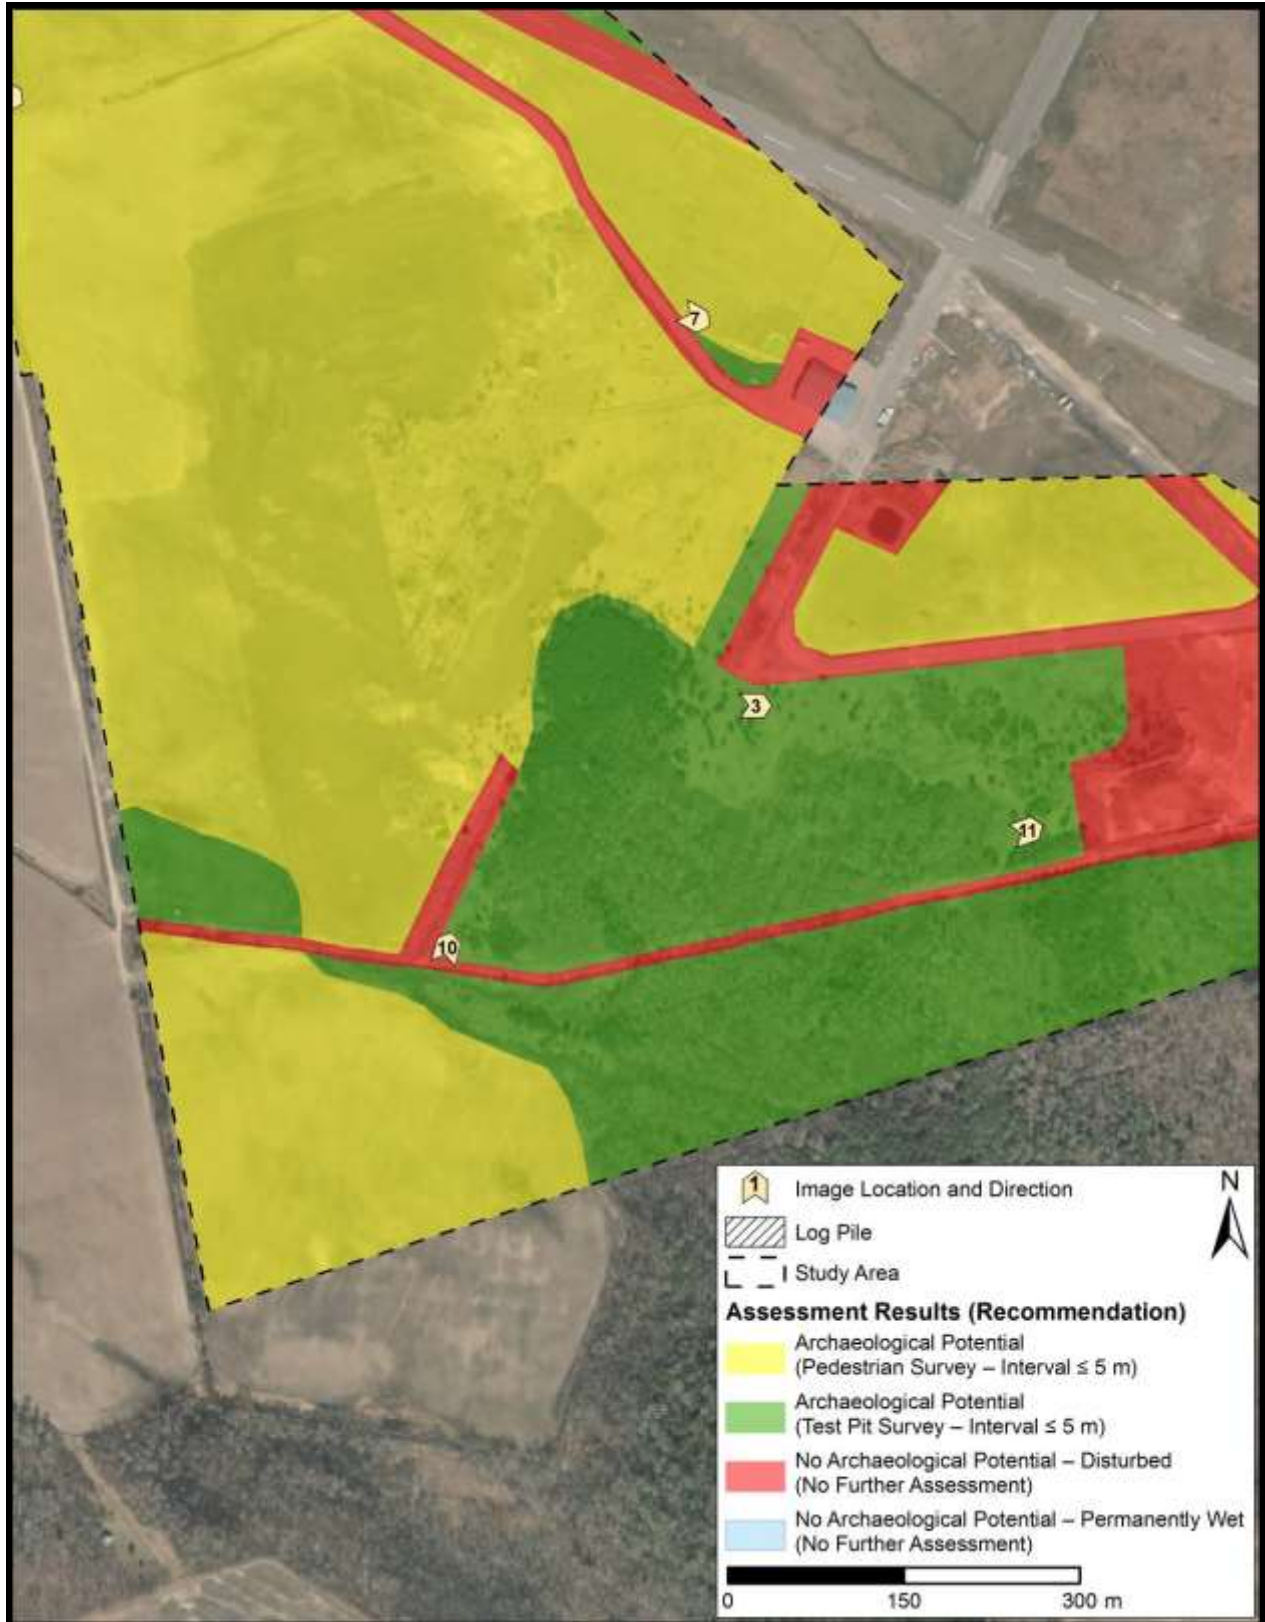 7
3
11
10
1 Image Location and Direction
N
Log Pile
Study Area
Assessment Results (Recommendation)
Archaeological Potential
(Pedestrian Survey – Interval ≤ 5 m)
Archaeological Potential
(Test Pit Survey – Interval ≤ 5 m)
No Archaeological Potential – Disturbed
(No Further Assessment)
No Archaeological Potential – Permanently Wet
(No Further Assessment)
0 150 300 m